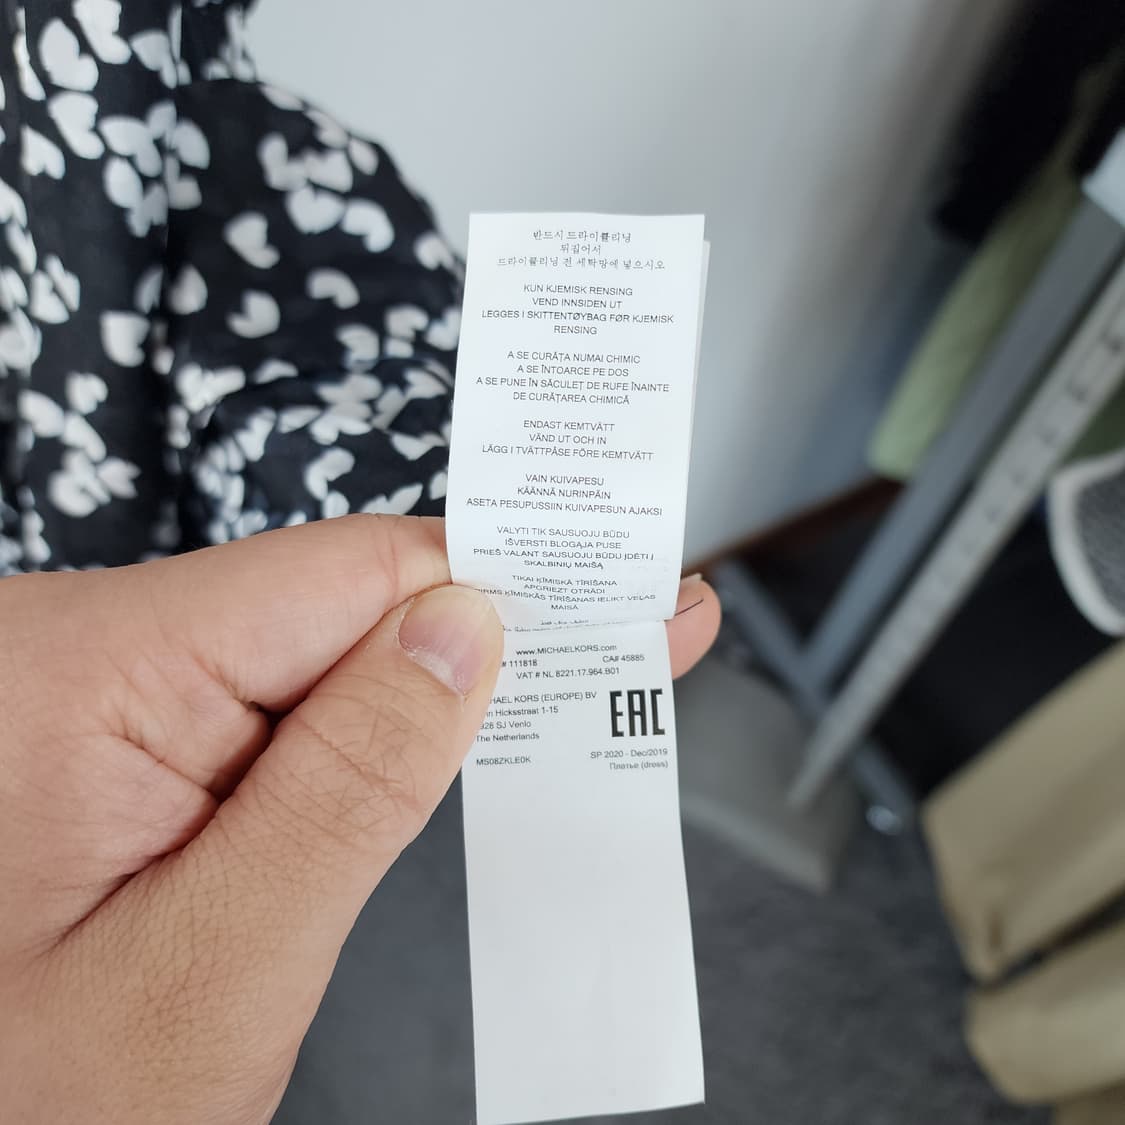 반드시 드라이클리닝
뒤집어서
드라이클리닝 전 세탁망에 넣으시오
KUN KJEMISK RENSING
VEND INNSIDEN UT
LEGGES I SKITTENTØYBAG FØR KJEMISK
RENSING
A SE CURĂȚA NUMAI CHIMIC
A SE ÎNTOARCE PE DOS
A SE PUNE ÎN SĂCULEȚ DE RUFE ÎNAINTE
DE CURĂȚAREA CHIMICĂ
ENDAST KEMTVÄTT
VÄND UT OCH IN
LÄGG I TVÄTTPÅSE FÖRE KEMTVÄTT
VAIN KUIVAPESU
KÄÄNNÄ NURINPÄIN
ASETA PESUPUSSIIN KUIVAPESUN AJAKSI
VALYTI TIK SAUSUOJU BŪDU
IŠVERSTI BLOGĄJA PUSE
PRIEŠ VALANT SAUSUOJU BŪDU ĮDĖTI Į
SKALBINIŲ MAIŠĄ
TIKAI ĶĪMISKĀ TĪRĪŠANA
APGRIEZT OTRĀDI
PIRMS ĶĪMISKĀS TĪRĪŠANAS IELIKT VEĻAS
MAISĀ
www.MICHAELKORS.com
# 111818 CA# 45885
VAT # NL 8221.17.964.B01
HAEL KORS (EUROPE) BV
Hicksstraat 1-15
SJ Venlo
The Netherlands
EAC
MS08ZKLE0K
SP 2020 - Dec/2019
Платье (dress)